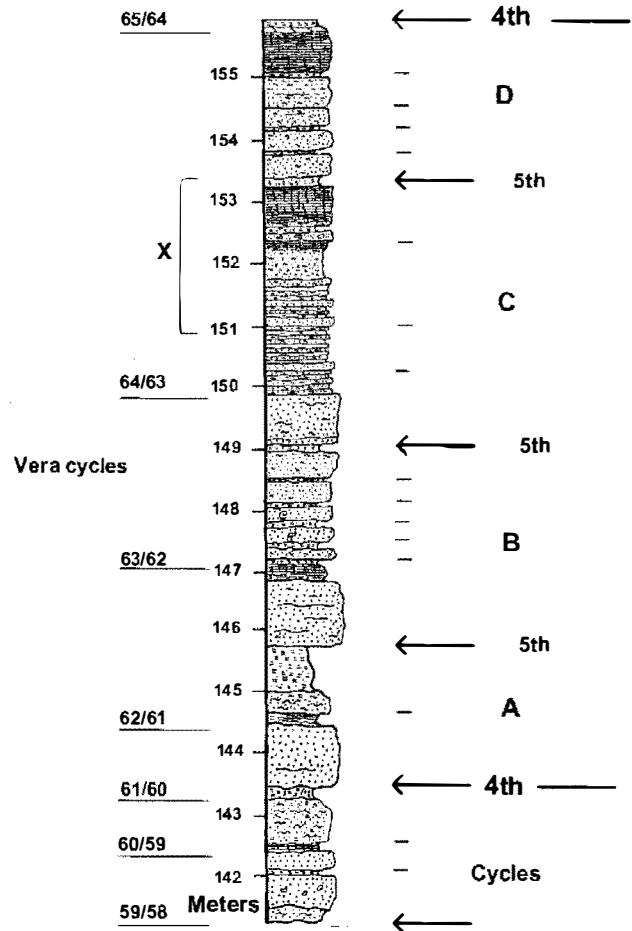 65/64
4th
155
D
154
5th
153
X
152
C
151
64/63
150
149
5th
Vera cycles
148
B
63/62
147
146
5th
145
A
62/61
144
4th
61/60
143
60/59
142
Cycles
Meters
59/58